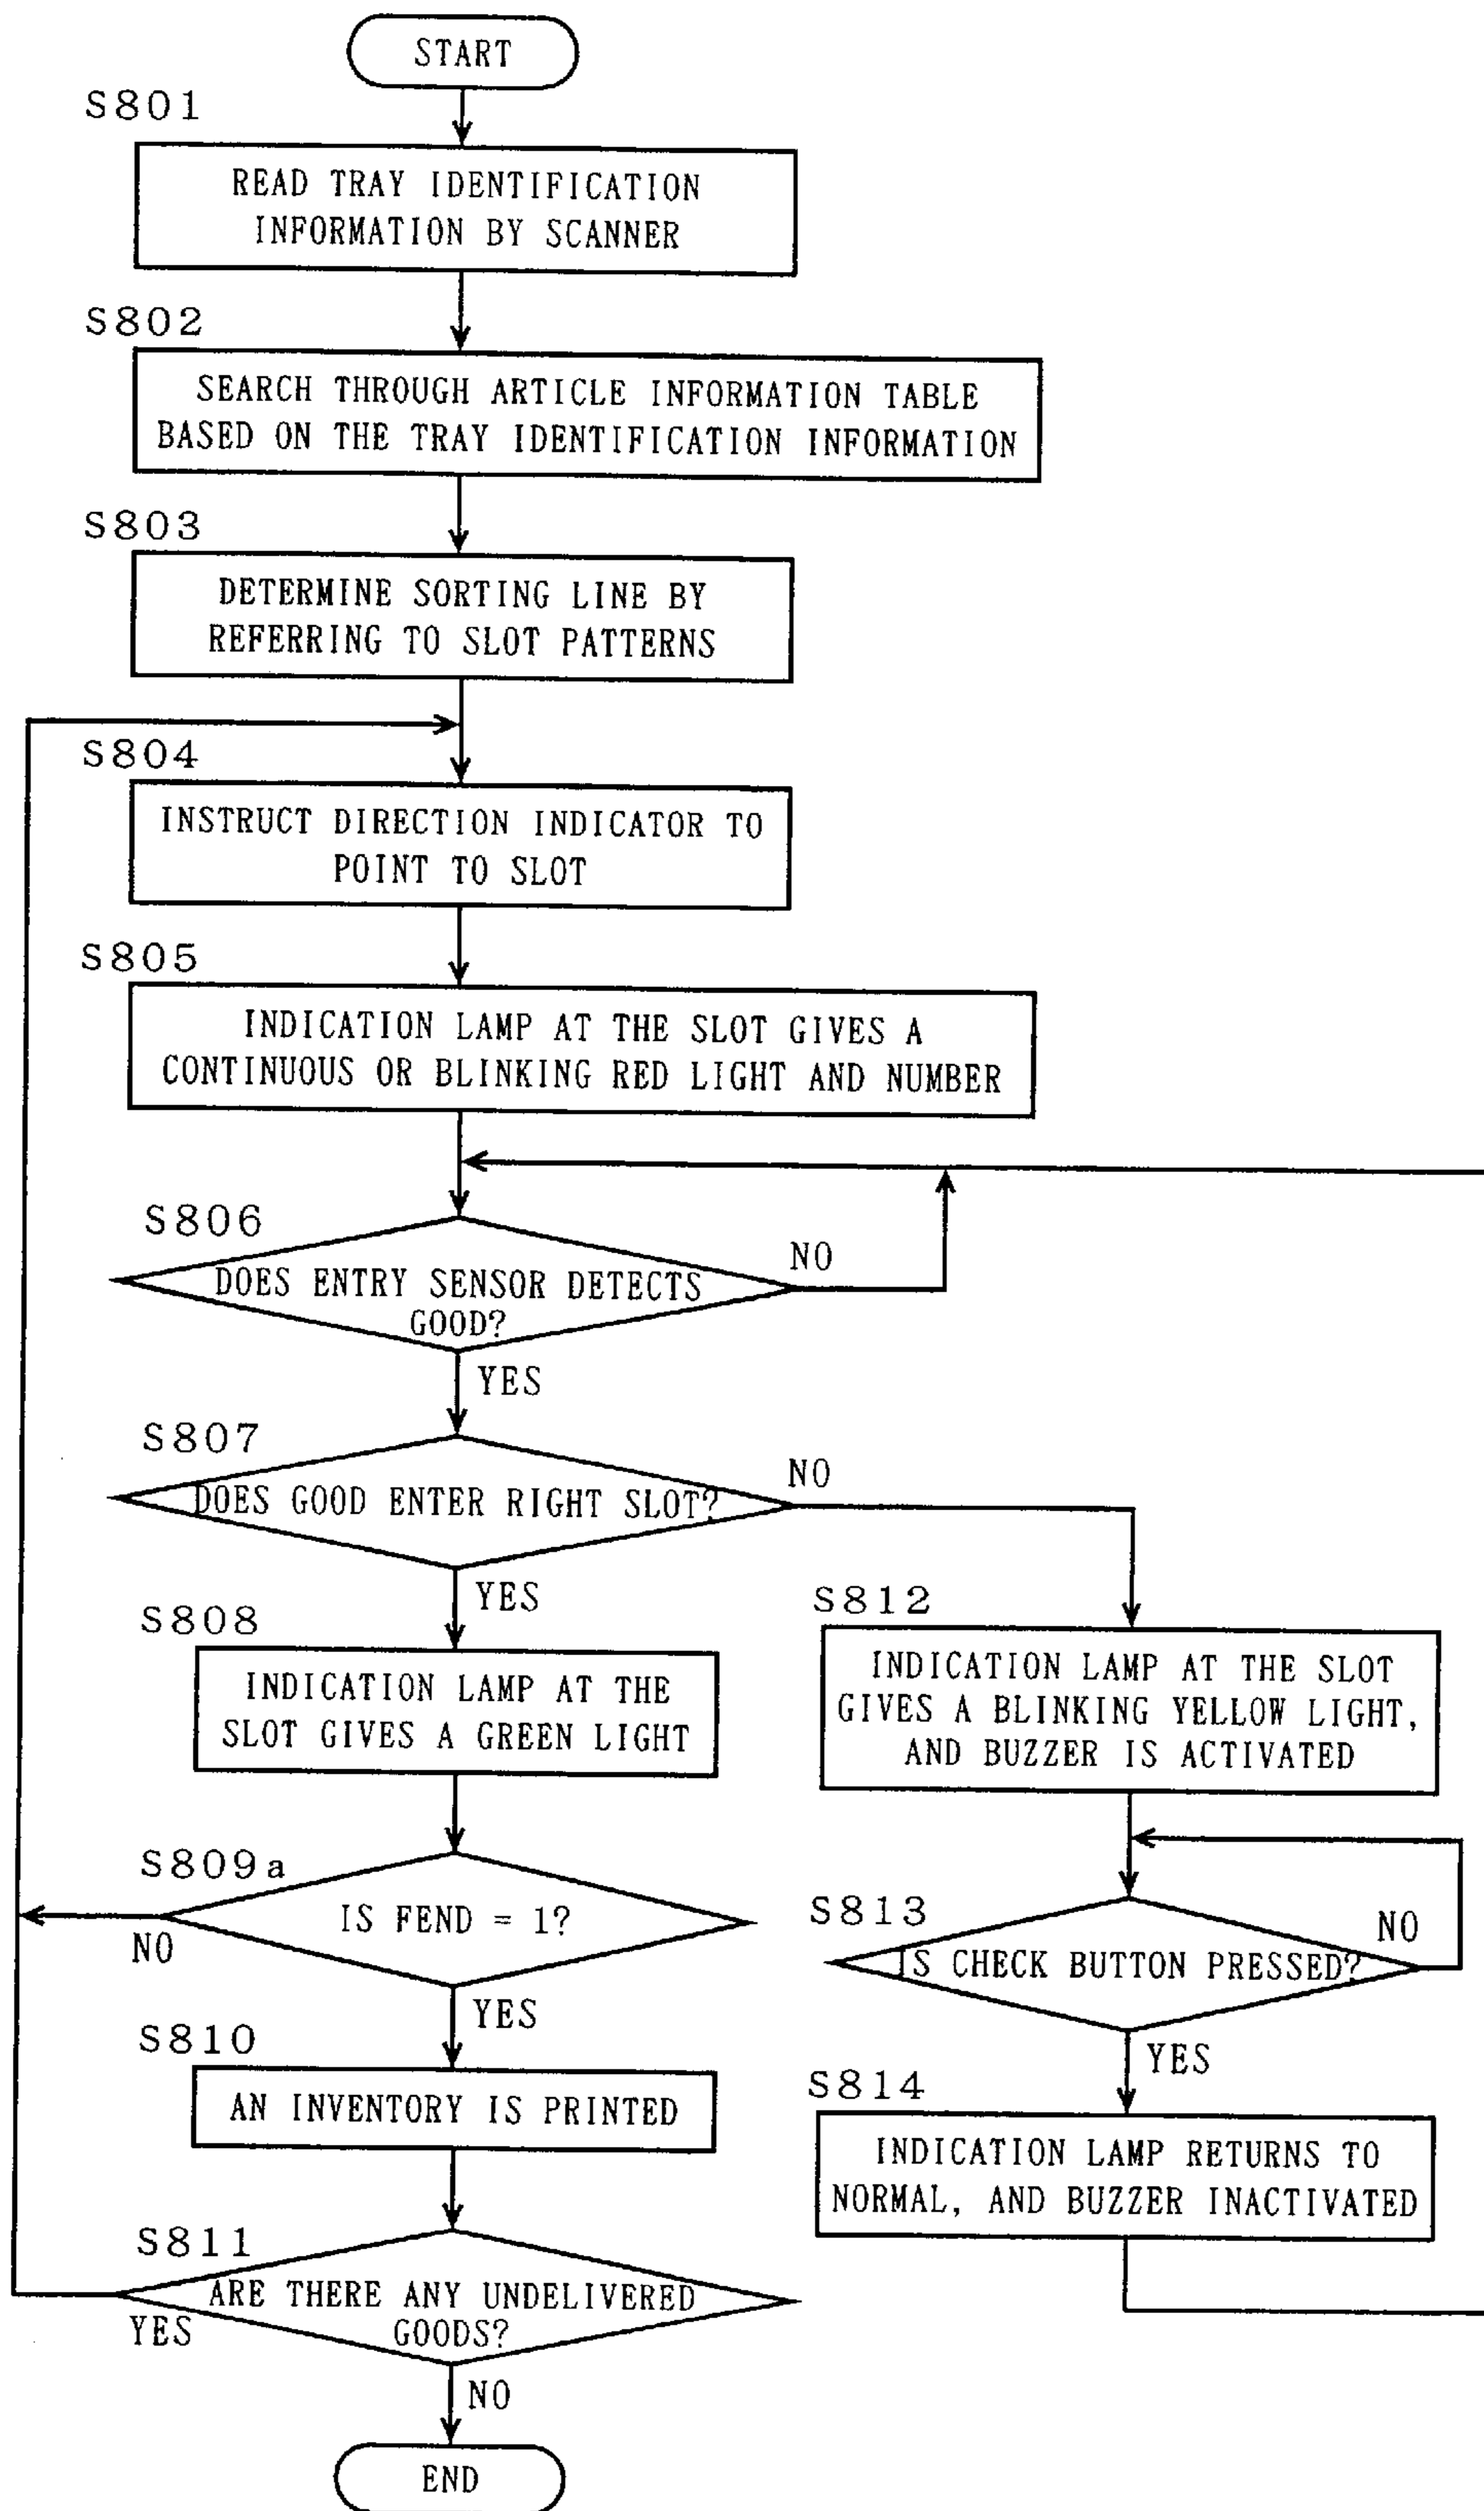 START
S801
READ TRAY IDENTIFICATION
INFORMATION BY SCANNER
S802
SEARCH THROUGH ARTICLE INFORMATION TABLE
BASED ON THE TRAY IDENTIFICATION INFORMATION
S803
DETERMINE SORTING LINE BY
REFERRING TO SLOT PATTERNS
S804
INSTRUCT DIRECTION INDICATOR TO
POINT TO SLOT
S805
INDICATION LAMP AT THE SLOT GIVES A
CONTINUOUS OR BLINKING RED LIGHT AND NUMBER
S806
DOES ENTRY SENSOR DETECTS
GOOD?
NO
YES
S807
DOES GOOD ENTER RIGHT SLOT?
NO
YES
S808
INDICATION LAMP AT THE
SLOT GIVES A GREEN LIGHT
S809a
IS FEND = 1?
NO
YES
S810
AN INVENTORY IS PRINTED
S811
ARE THERE ANY UNDELIVERED
GOODS?
YES
NO
END
S812
INDICATION LAMP AT THE SLOT
GIVES A BLINKING YELLOW LIGHT,
AND BUZZER IS ACTIVATED
S813
IS CHECK BUTTON PRESSED?
NO
YES
S814
INDICATION LAMP RETURNS TO
NORMAL, AND BUZZER INACTIVATED